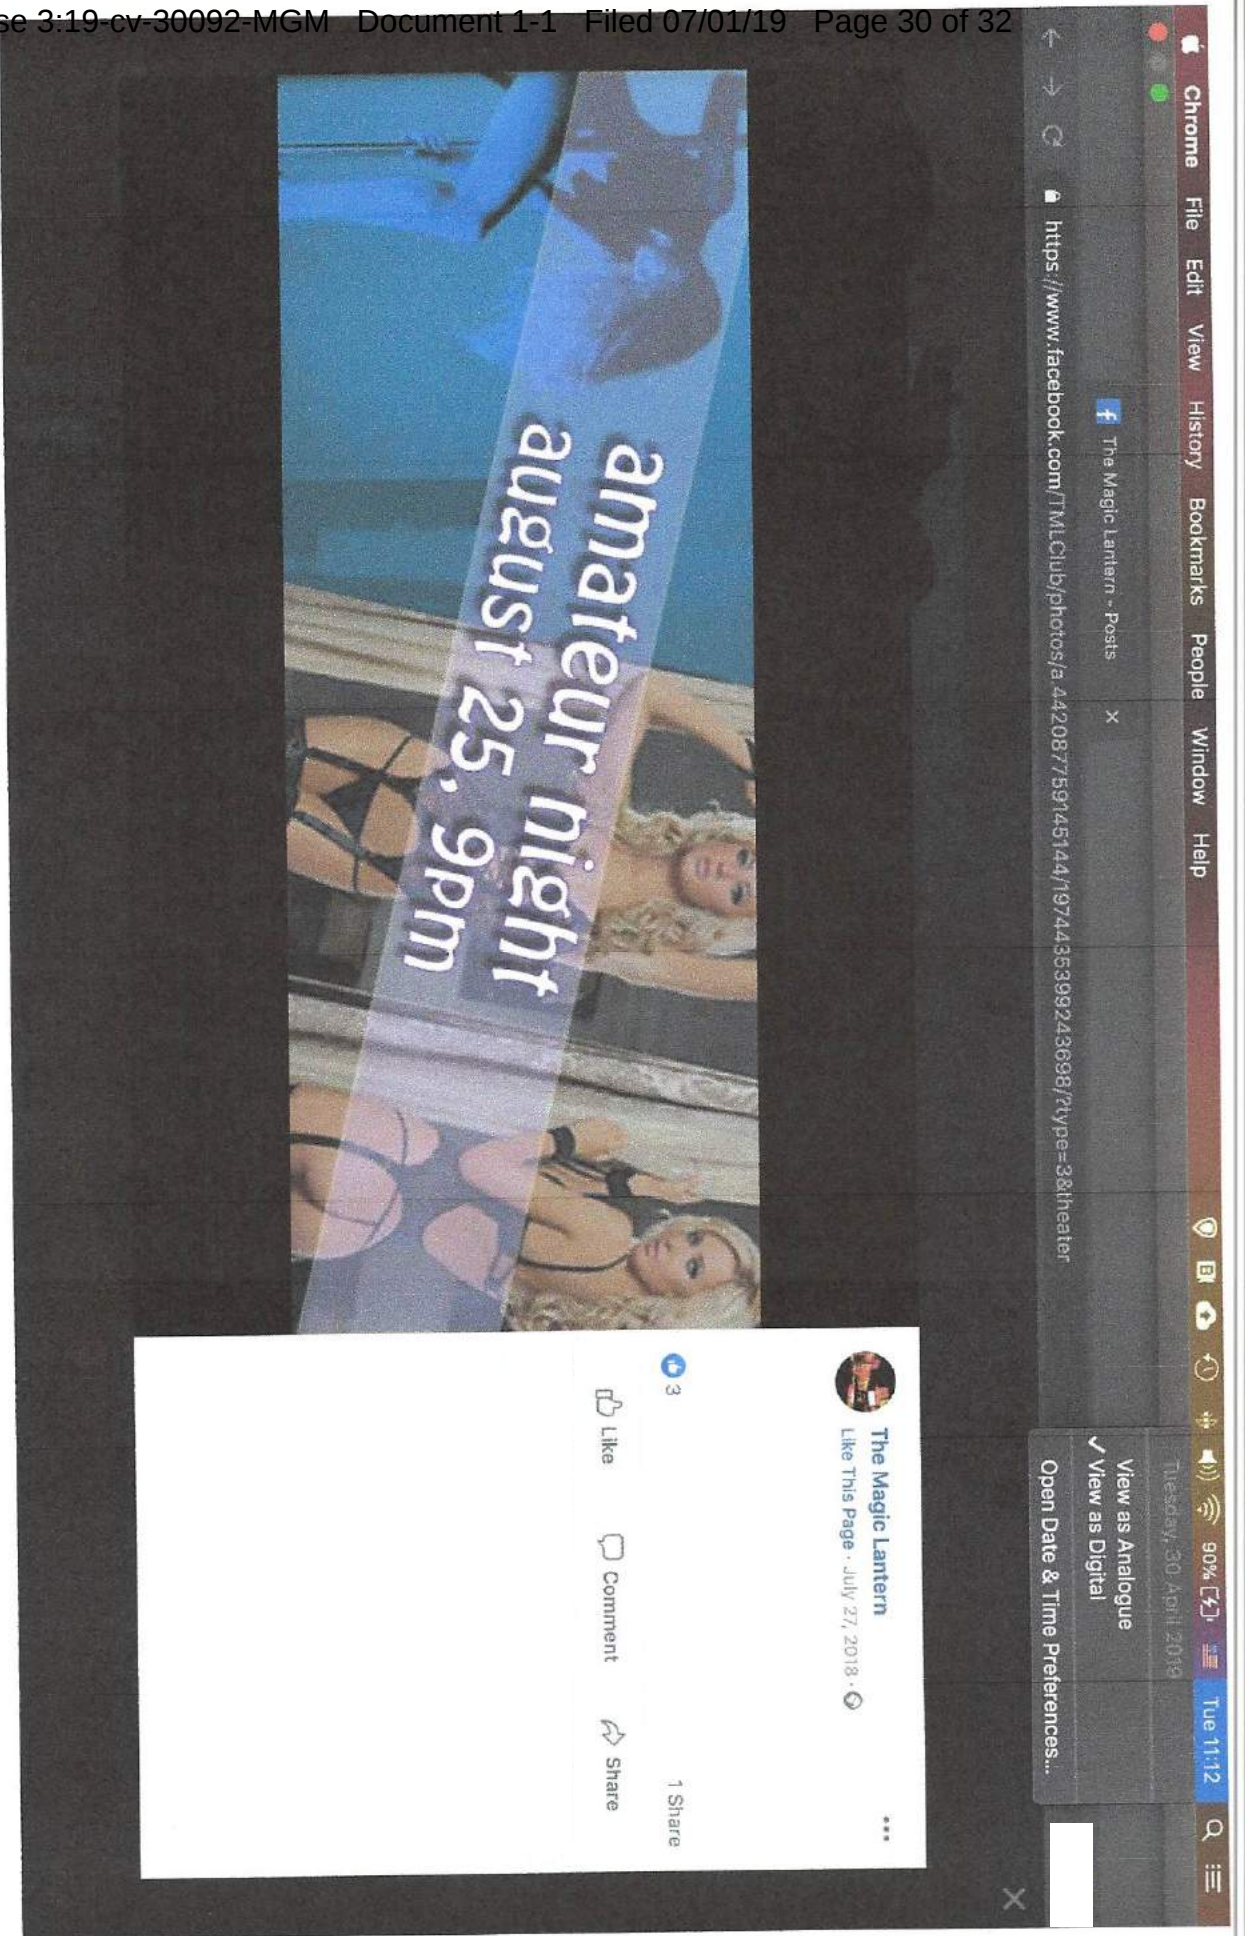 se 3:19-cv-30092-MGM Document 1-1 Filed 07/01/19 Page 30 of 32
Chrome File Edit View History Bookmarks People Window Help 90% Tue 11:12
Tuesday, 30 April 2019
View as Analogue
✓ View as Digital
Open Date & Time Preferences...
The Magic Lantern - Posts ×
https://www.facebook.com/TMLClub/photos/a.442087759145144/1974435399243698/?type=3&theater
amateur night
august 25, 9pm
The Magic Lantern
Like This Page · July 27, 2018 ·
3
1 Share
Like Comment Share